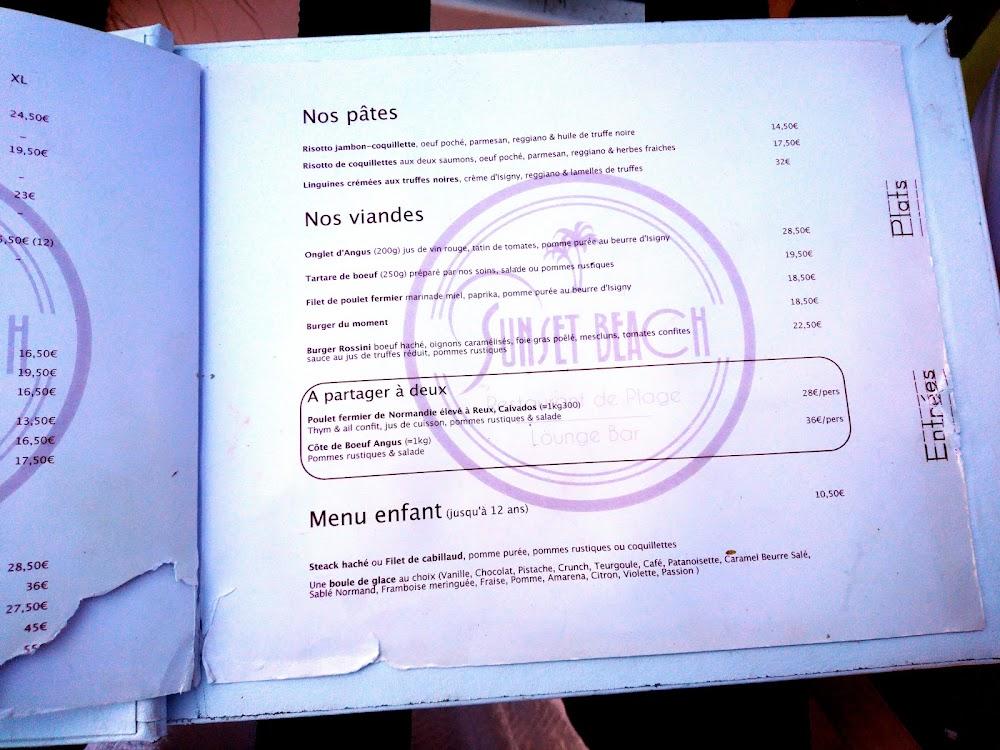 XL
24,50€
–
19,50€
–
23€
–
5,50€ (12)
–
H
16,50€
19,50€
16,50€
13,50€
16,50€
17,50€
28,50€
36€
27,50€
45€
Nos pâtes
Risotto jambon-coquillette, oeuf poché, parmesan, reggiano & huile de truffe noire 14,50€
Risotto de coquillettes aux deux saumons, oeuf poché, parmesan, reggiano & herbes fraiches 17,50€
Linguines crémées aux truffes noires, crème d'Isigny, reggiano & lamelles de truffes 32€
Nos viandes
Onglet d'Angus (200g) jus de vin rouge, tatin de tomates, pomme purée au beurre d'Isigny 28,50€
Tartare de boeuf (250g) préparé par nos soins, salade ou pommes rustiques 19,50€
Filet de poulet fermier marinade miel, paprika, pomme purée au beurre d'Isigny 18,50€
Burger du moment 18,50€
Burger Rossini boeuf haché, oignons caramélisés, foie gras poêlé, mescluns, tomates confites 22,50€
sauce au jus de truffes réduit, pommes rustiques
SUNSET BEACH
Restaurant de Plage
Lounge Bar
A partager à deux
Poulet fermier de Normandie élevé à Reux, Calvados (=1kg300) 28€/pers
Thym & ail confit, jus de cuisson, pommes rustiques & salade
Côte de Boeuf Angus (=1kg) 36€/pers
Pommes rustiques & salade
Menu enfant (jusqu'à 12 ans) 10,50€
Steack haché ou Filet de cabillaud, pomme purée, pommes rustiques ou coquillettes
Une boule de glace au choix (Vanille, Chocolat, Pistache, Crunch, Teurgoule, Café, Patanoisette, Caramel Beurre Salé,
Sablé Normand, Framboise meringuée, Fraise, Pomme, Amarena, Citron, Violette, Passion )
Plats
Entrées